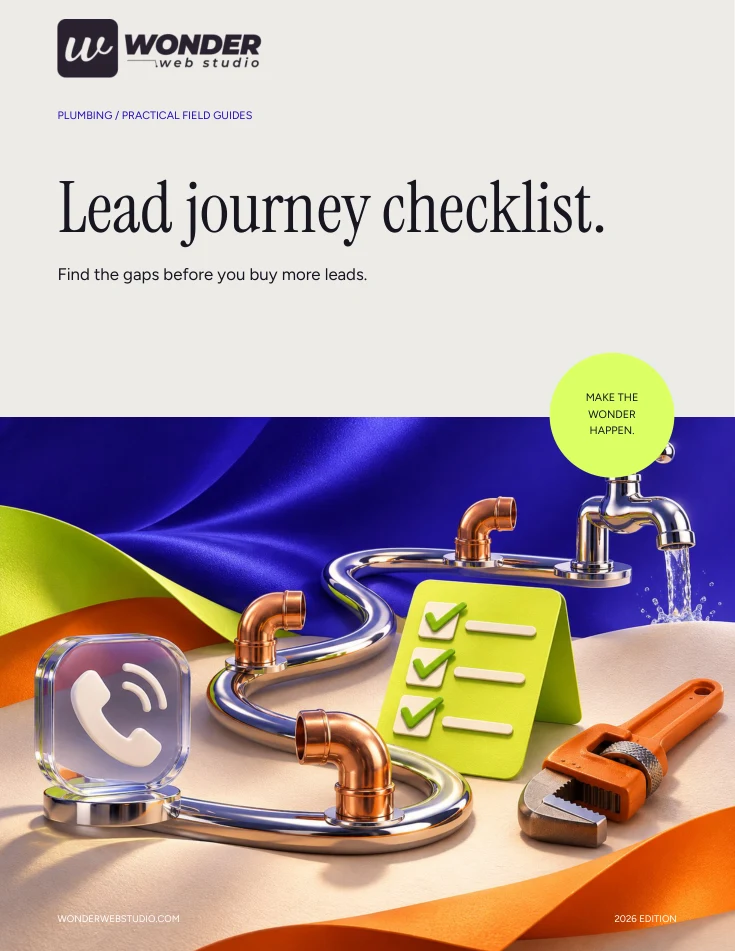 w WONDER
web studio
PLUMBING / PRACTICAL FIELD GUIDES
Lead journey checklist.
Find the gaps before you buy more leads.
MAKE THE
WONDER
HAPPEN.
WONDERWEBSTUDIO.COM
2026 EDITION